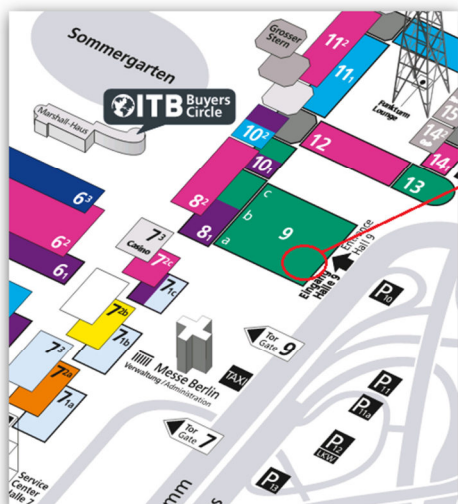 Sommergarten
Grosser
Stern
11²
11₁
Funkturm
Lounge
15
14²
14₁
ITB Buyers
Circle
Marshall-Haus
10²
10₁
12
13
6³
6²
6₁
8²
8₁
c
b
a
9
Eingang
Halle 9
Entrance
Hall 9
7³
Casino
7²ᶜ
7₁c
7²ᵇ
7₁b
7²
7²ᵃ
7₁a
Messe Berlin
Verwaltung/Administration
TAXI
Tor
Gate 9
Tor
Gate 7
P10
P11
P11a
P12
LKW
P13
Service
Center
Halle 7